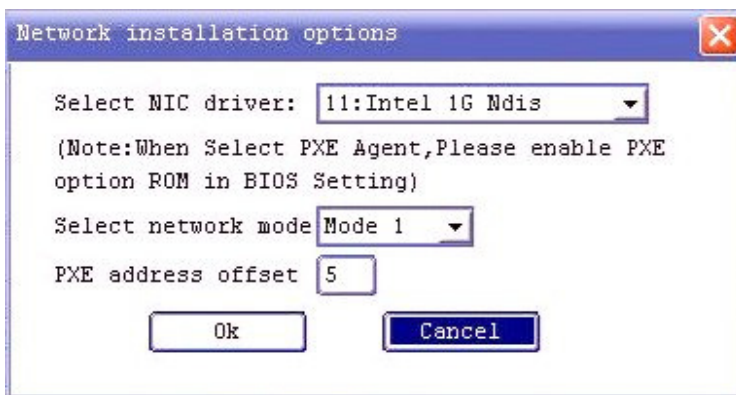 Network installation options
Select NIC driver: 11:Intel 1G Ndis
(Note:When Select PXE Agent,Please enable PXE
option ROM in BIOS Setting)
Select network mode Mode 1
PXE address offset 5
Ok Cancel